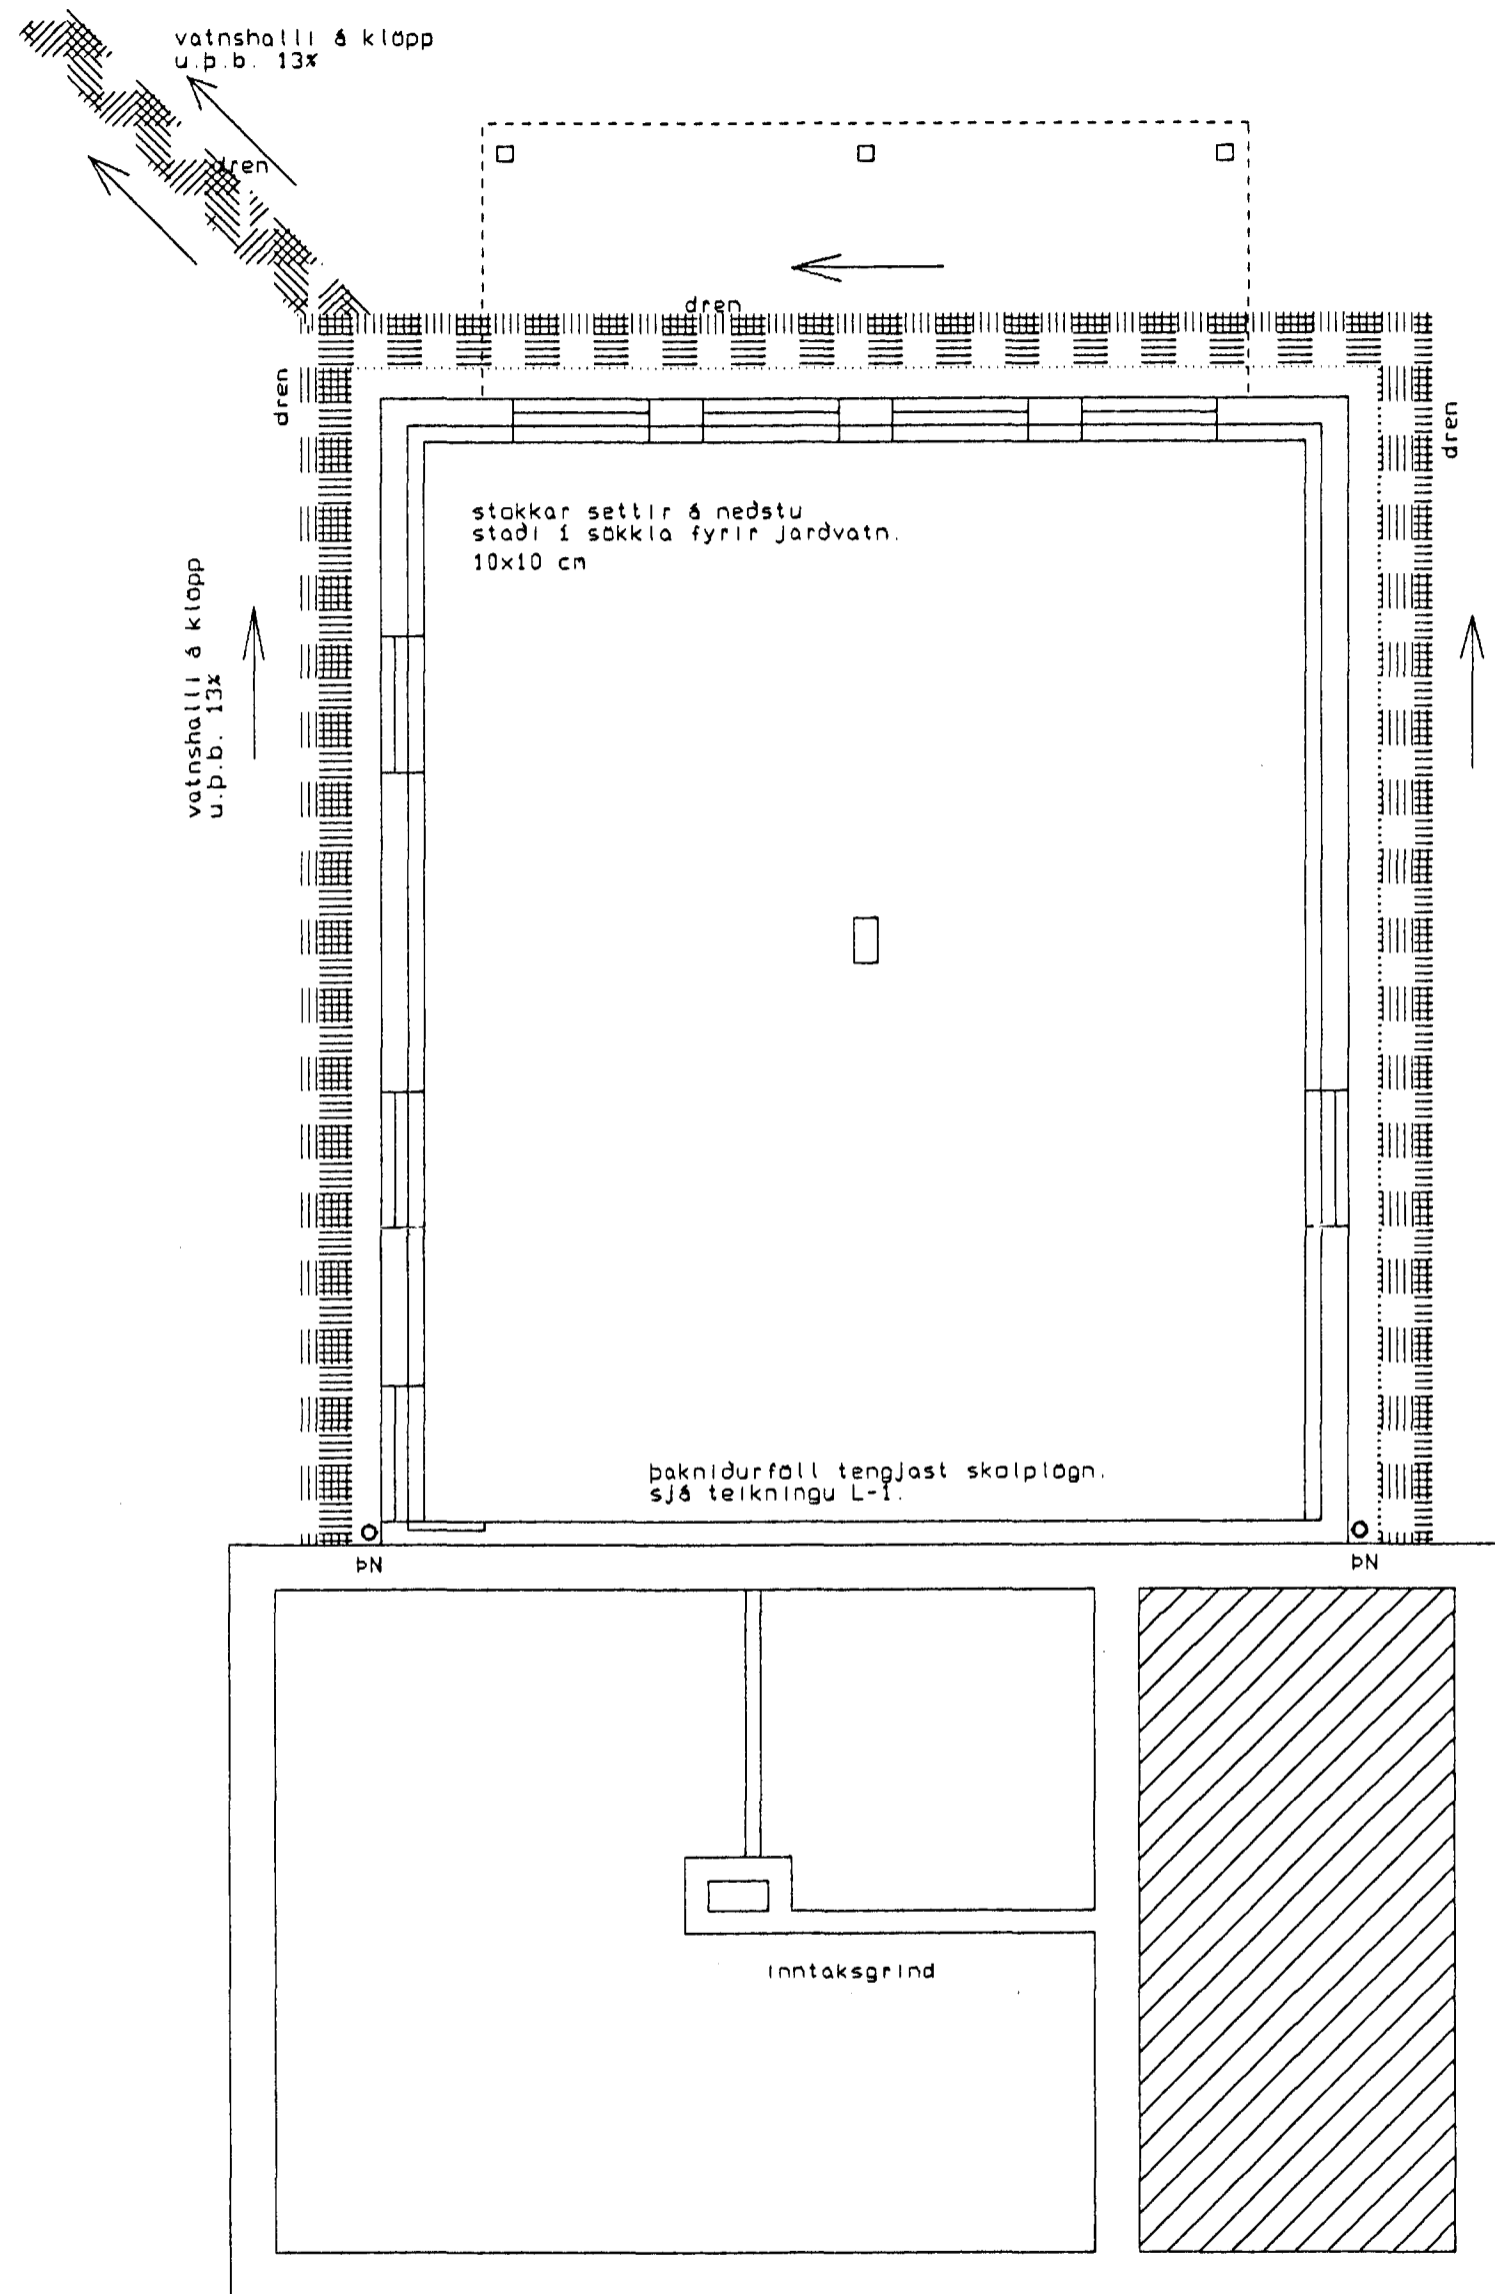 vatnshalli á klöpp
u.þ.b. 13%
dren
dren
dren
dren
stokkar settir á neðstu
staði í sökkla fyrir jarðvatn.
10x10 cm
vatnshalli á klöpp
u.þ.b. 13%
þakniðurföll tengjast skolplögn.
sjá teikningu L-1.
ÞN
ÞN
inntaksgrind